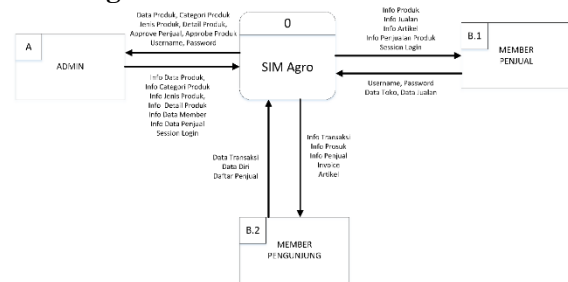 Data Produk, Categori Produk
Jenis Produk, Detail Produk,
Approve Penjual, Aprobe Produk
Username, Password
0
SIM Agro
Info Produk
Info Jualan
Info Artikel
Info Penjualan Produk
Session Login
A
ADMIN
B.1
MEMBER
PENJUAL
Info Data Produk,
Info Categori Produk
Info Jenis Produk,
Info Detail Produk
Info Data Member
Info Data Penjual
Session Login
Username, Password
Data Toko, Data Jualan
Data Transaksi
Data Diri
Daftar Penjual
Info Transaksi
Info Prosuk
Info Penjual
Invoice
Artikel
B.2
MEMBER
PENGUNJUNG